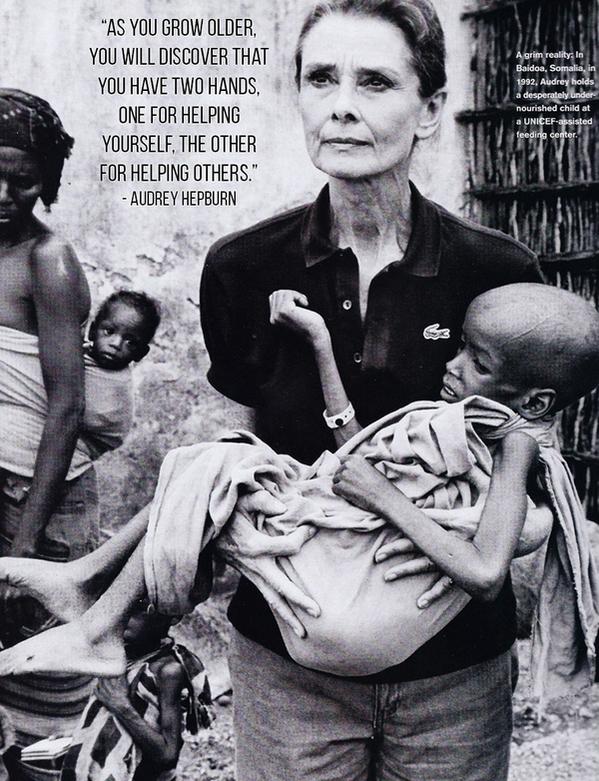 “AS YOU GROW OLDER,
YOU WILL DISCOVER THAT
YOU HAVE TWO HANDS,
ONE FOR HELPING
YOURSELF, THE OTHER
FOR HELPING OTHERS.”
- AUDREY HEPBURN
A grim reality: In
Baidoa, Somalia, in
1992, Audrey holds
a desperately under-
nourished child at
a UNICEF-assisted
feeding center.